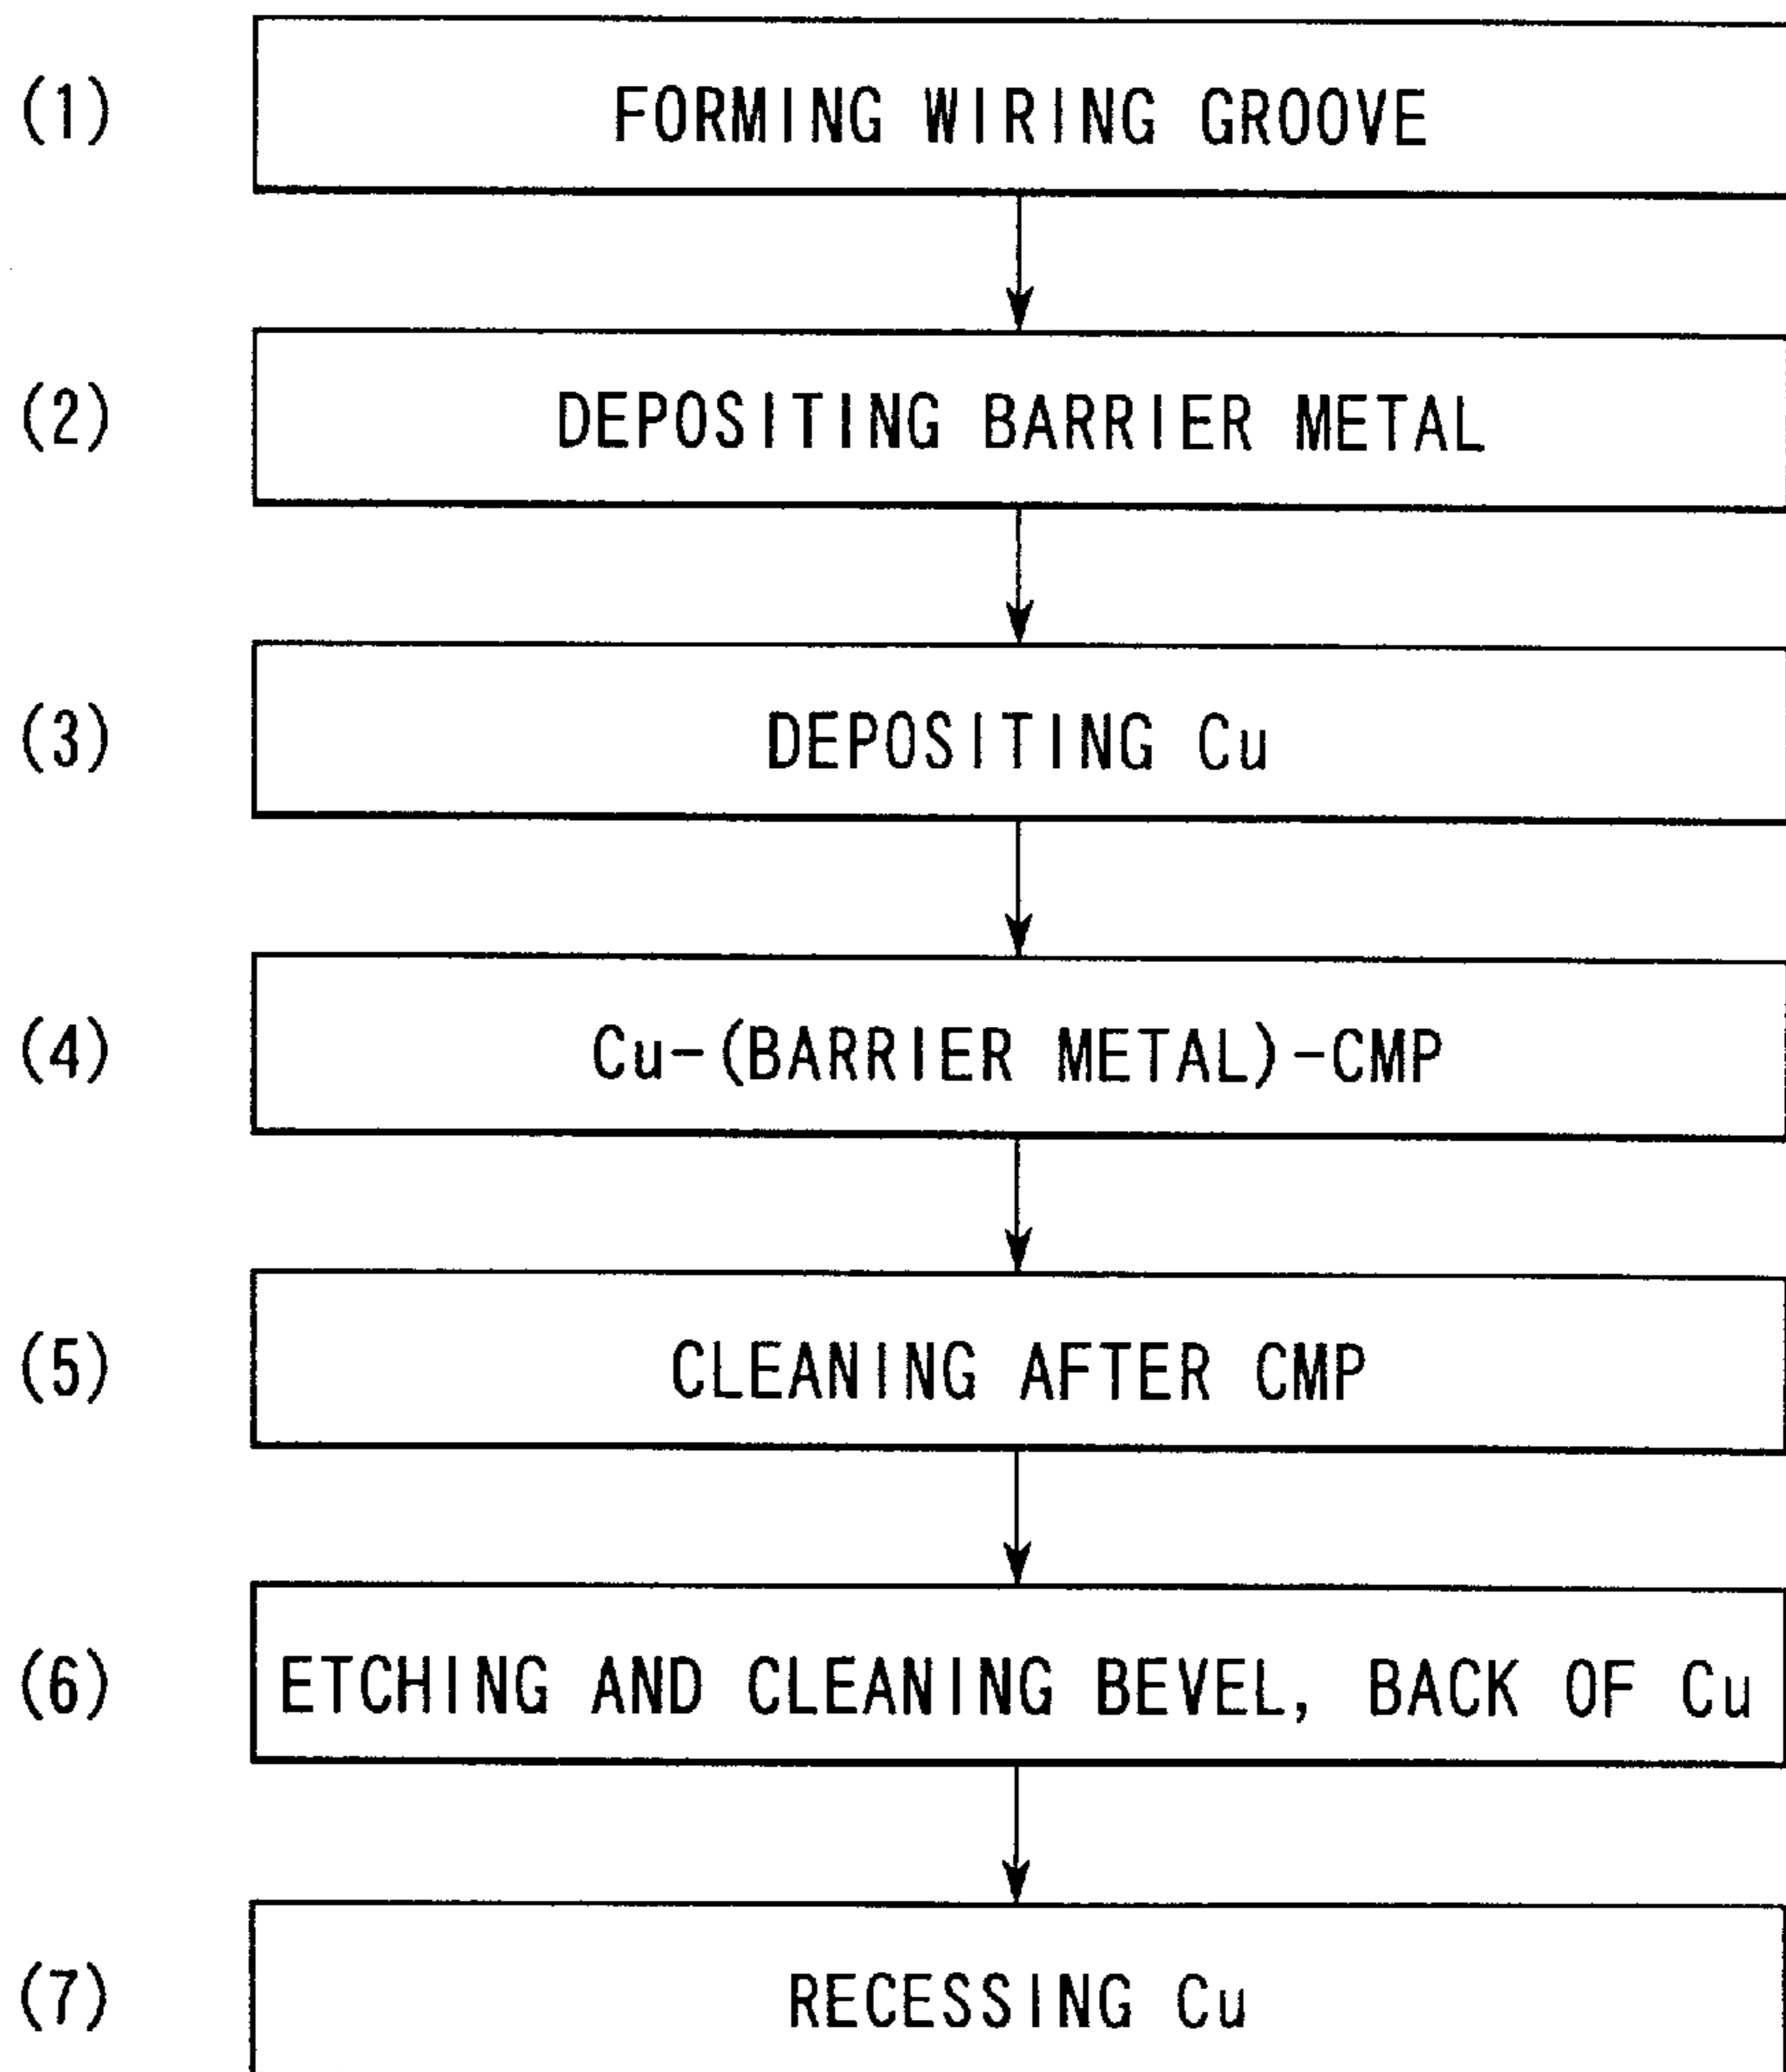 (1) FORMING WIRING GROOVE
(2) DEPOSITING BARRIER METAL
(3) DEPOSITING Cu
(4) Cu-(BARRIER METAL)-CMP
(5) CLEANING AFTER CMP
(6) ETCHING AND CLEANING BEVEL, BACK OF Cu
(7) RECESSING Cu